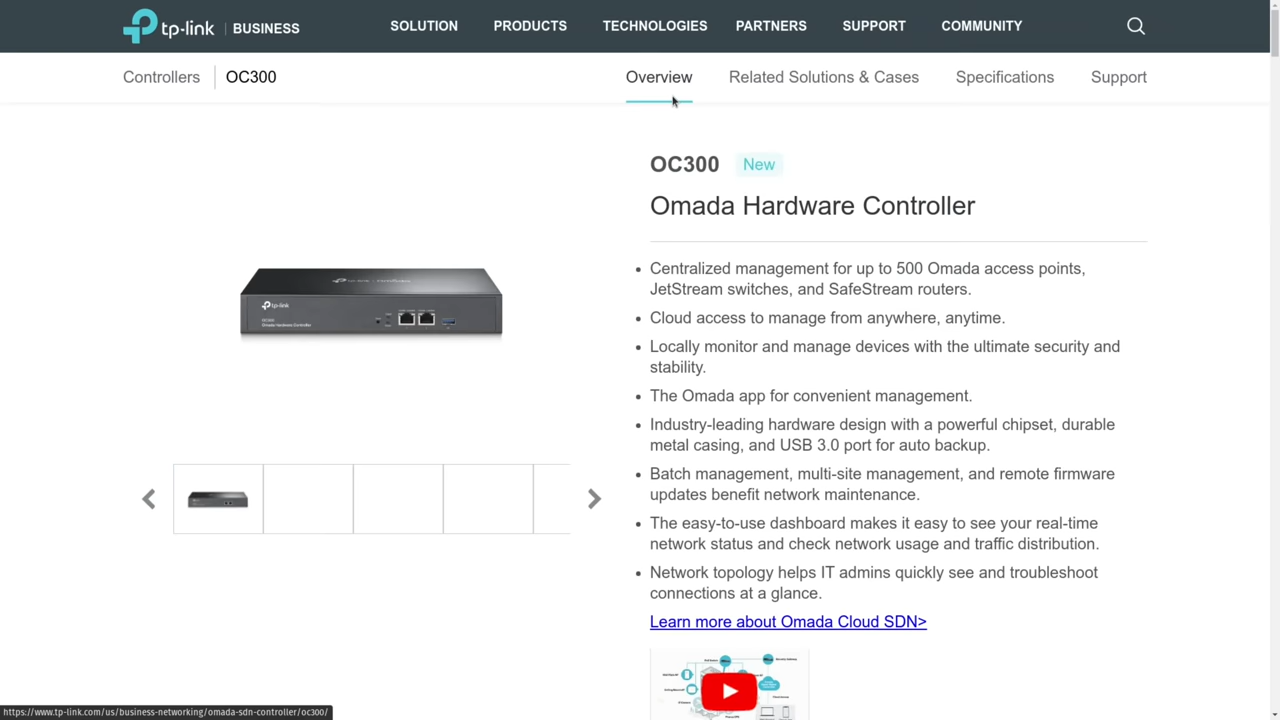 tp-link | BUSINESS
SOLUTION
PRODUCTS
TECHNOLOGIES
PARTNERS
SUPPORT
COMMUNITY
Controllers
OC300
Overview
Related Solutions & Cases
Specifications
Support
OC300
New
Omada Hardware Controller
tp-link
OC300
Omada Hardware Controller
Centralized management for up to 500 Omada access points,
JetStream switches, and SafeStream routers.
Cloud access to manage from anywhere, anytime.
Locally monitor and manage devices with the ultimate security and
stability.
The Omada app for convenient management.
Industry-leading hardware design with a powerful chipset, durable
metal casing, and USB 3.0 port for auto backup.
Batch management, multi-site management, and remote firmware
updates benefit network maintenance.
The easy-to-use dashboard makes it easy to see your real-time
network status and check network usage and traffic distribution.
Network topology helps IT admins quickly see and troubleshoot
connections at a glance.
Learn more about Omada Cloud SDN>
https://www.tp-link.com/us/business-networking/omada-sdn-controller/oc300/